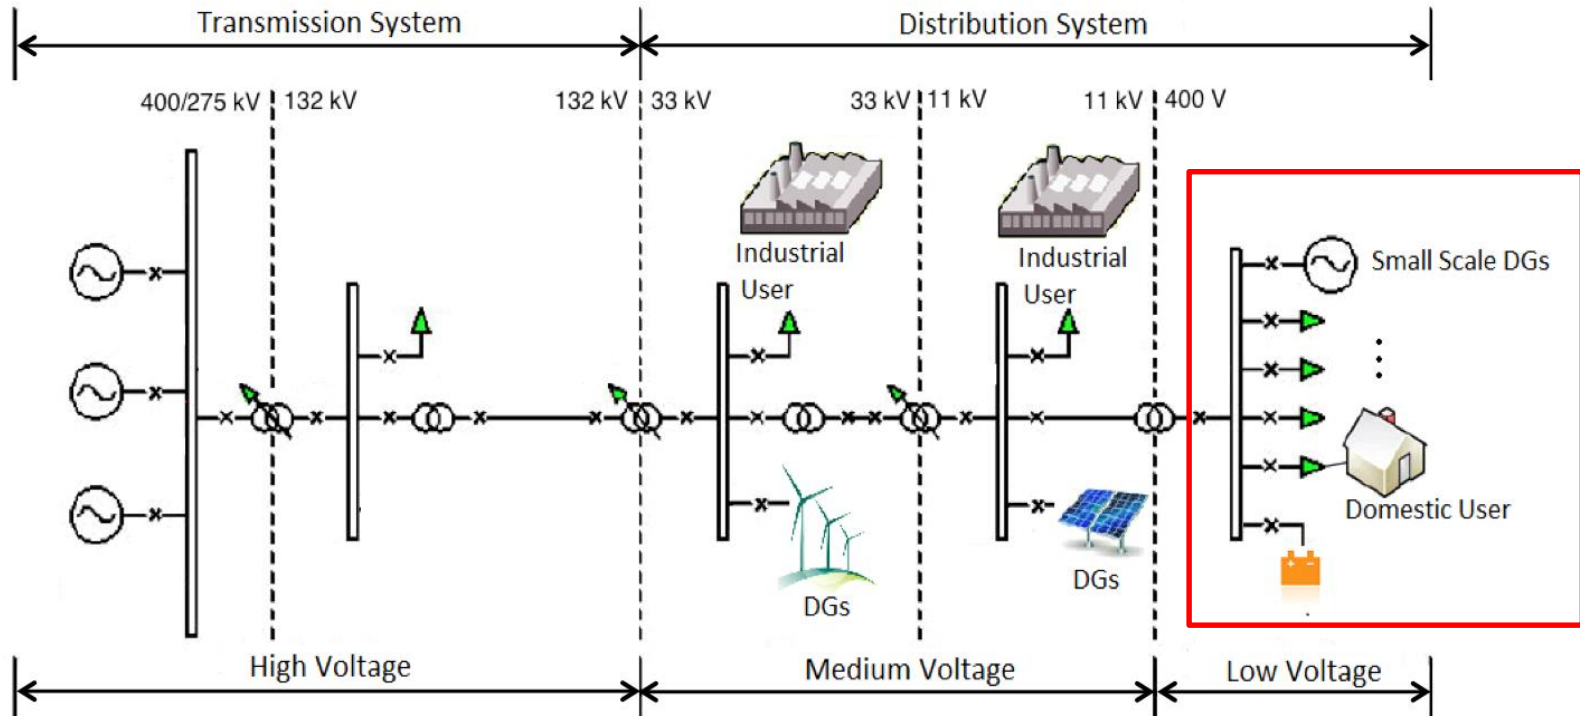 Transmission System
Distribution System
400/275 kV
132 kV
132 kV
33 kV
33 kV
11 kV
11 kV
400 V
Industrial
User
Industrial
User
Small Scale DGs
Domestic User
DGs
DGs
High Voltage
Medium Voltage
Low Voltage